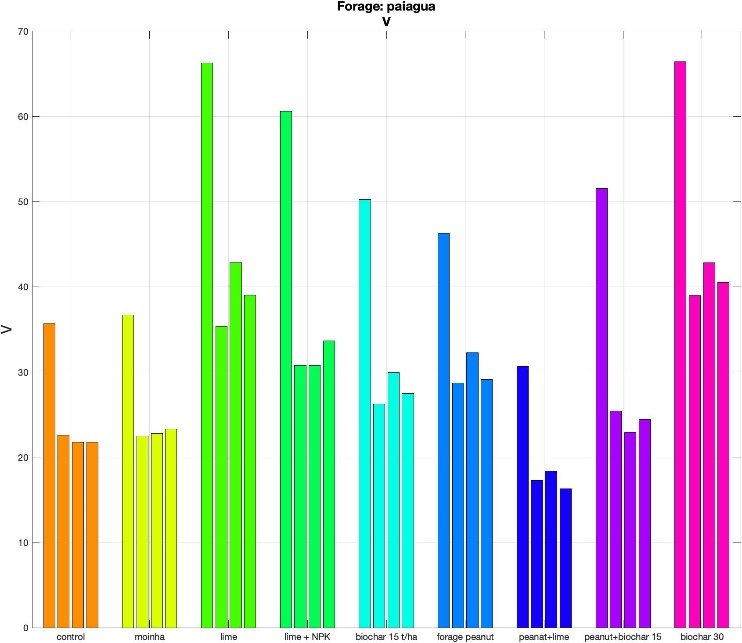 Forage: paiagua
V
70
60
50
40
30
20
10
0
V
control moinha lime lime + NPK biochar 15 t/ha forage peanut peanat+lime peanut+biochar 15 biochar 30